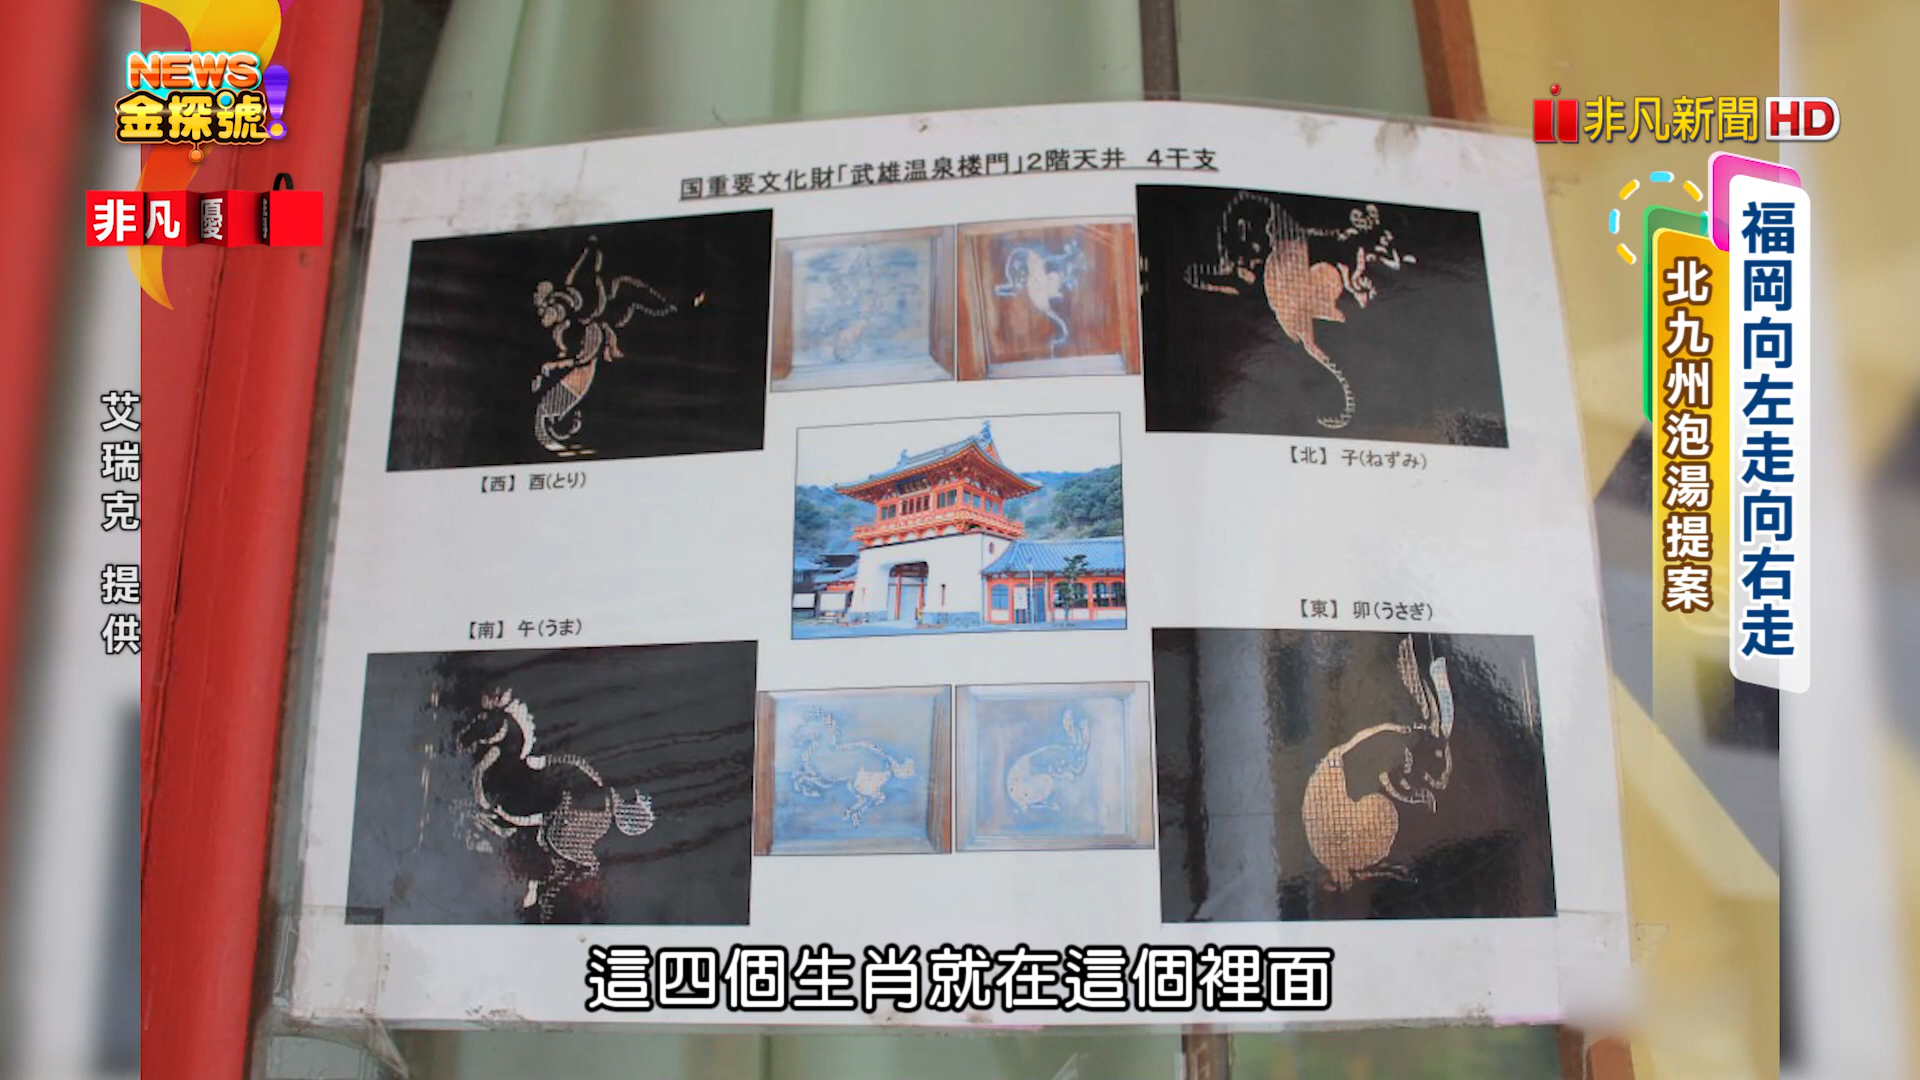 NEWS
金探號!
非凡優
艾瑞克 提供
非凡新聞HD
福岡向左走向右走
北九州泡湯提案
国重要文化財「武雄温泉楼門」2階天井 4干支
【西】 酉(とり)
【北】 子(ねずみ)
【南】 午(うま)
【東】 卯(うさぎ)
這四個生肖就在這個裡面